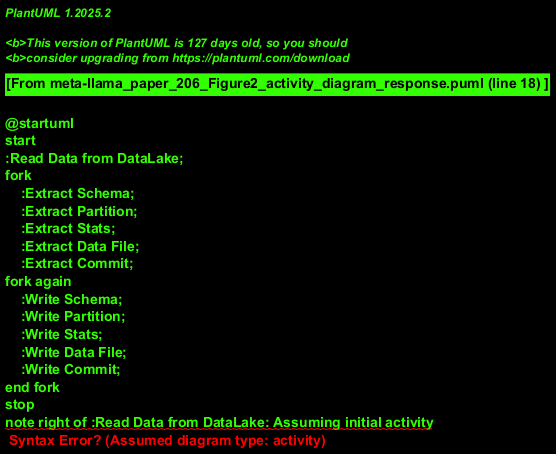 PlantUML 1.2025.2
<b>This version of PlantUML is 127 days old, so you should
<b>consider upgrading from https://plantuml.com/download
[From meta-llama_paper_206_Figure2_activity_diagram_response.puml (line 18) ]
@startuml
start
:Read Data from DataLake;
fork
:Extract Schema;
:Extract Partition;
:Extract Stats;
:Extract Data File;
:Extract Commit;
fork again
:Write Schema;
:Write Partition;
:Write Stats;
:Write Data File;
:Write Commit;
end fork
stop
note right of :Read Data from DataLake: Assuming initial activity
Syntax Error? (Assumed diagram type: activity)